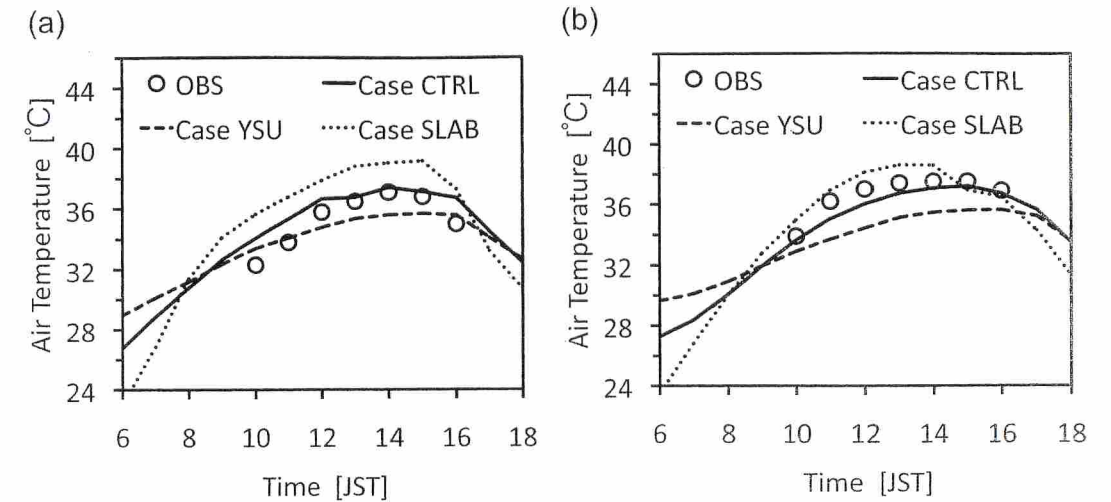 (a)
OBS
Case CTRL
Case YSU
Case SLAB
Air Temperature [°C]
44
40
36
32
28
24
6 8 10 12 14 16 18
Time [JST]
(b)
OBS
Case CTRL
Case YSU
Case SLAB
Air Temperature [°C]
44
40
36
32
28
24
6 8 10 12 14 16 18
Time [JST]